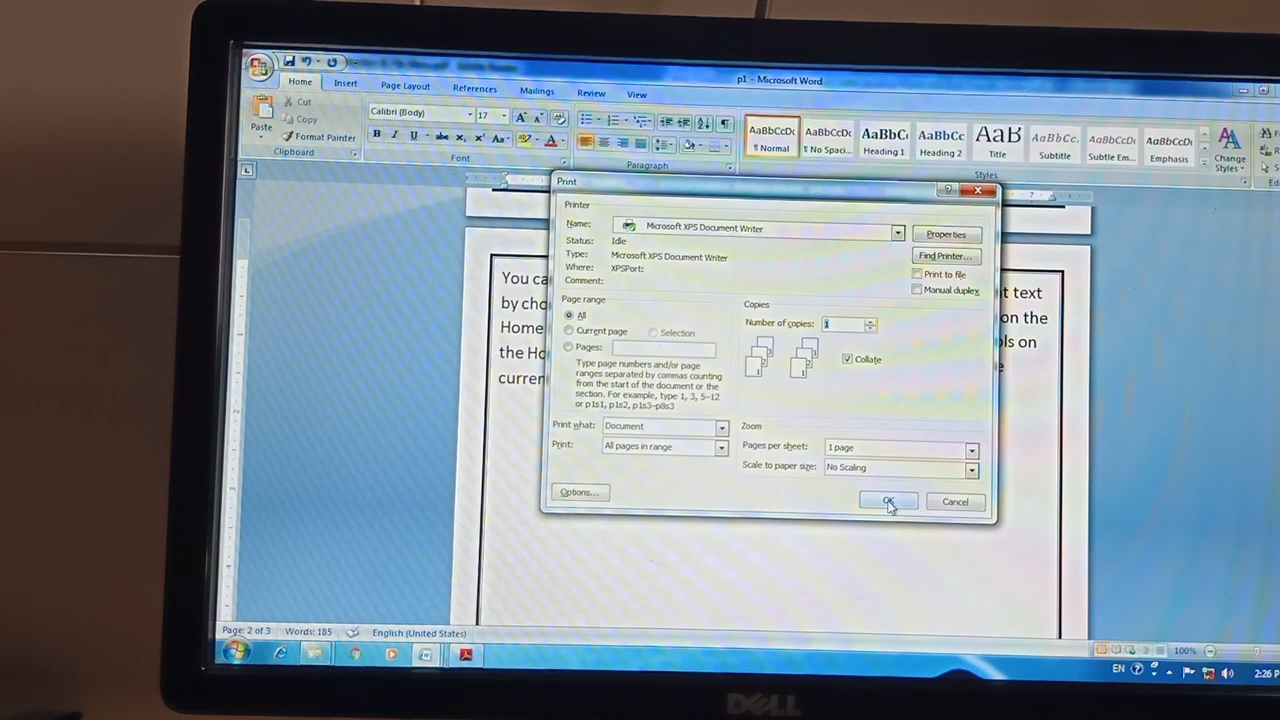 p1 - Microsoft Word
Home Insert Page Layout References Mailings Review View
Paste
Cut
Copy
Format Painter
Clipboard
Calibri (Body) 17
B I U abc x₂ x² Aa
Font
Paragraph
AaBbCcDc AaBbCcDc AaBbC AaBbCc AaB AaBbCc. AaBbCcDi AaBbCcDi
¶ Normal ¶ No Spaci... Heading 1 Heading 2 Title Subtitle Subtle Em... Emphasis
Change
Styles
Styles
Print
Printer
Name: Microsoft XPS Document Writer Properties
Status: Idle
Type: Microsoft XPS Document Writer Find Printer...
Where: XPSPort: Print to file
Comment: Manual duplex
Page range
All
Current page Selection
Pages:
Type page numbers and/or page
ranges separated by commas counting
from the start of the document or the
section. For example, type 1, 3, 5–12
or p1s1, p1s2, p1s3–p8s3
Copies
Number of copies: 1
Collate
Print what: Document
Print: All pages in range
Zoom
Pages per sheet: 1 page
Scale to paper size: No Scaling
Options... OK Cancel
You ca
t text
by cho
on the
Home
ols on
the Ho
curren
Page: 2 of 3 Words: 185 English (United States) 100%
EN 2:26 P
DELL